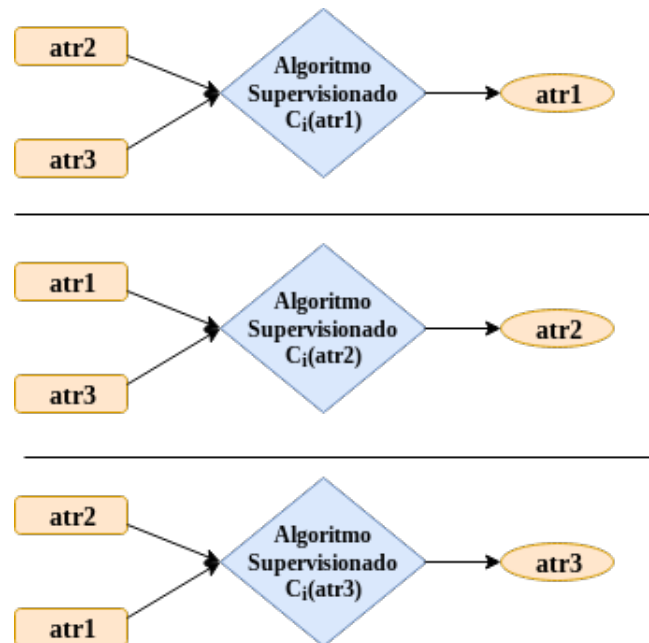 atr2
atr3
Algoritmo
Supervisionado
Ci(atr1)
atr1
atr1
atr3
Algoritmo
Supervisionado
Ci(atr2)
atr2
atr2
atr1
Algoritmo
Supervisionado
Ci(atr3)
atr3